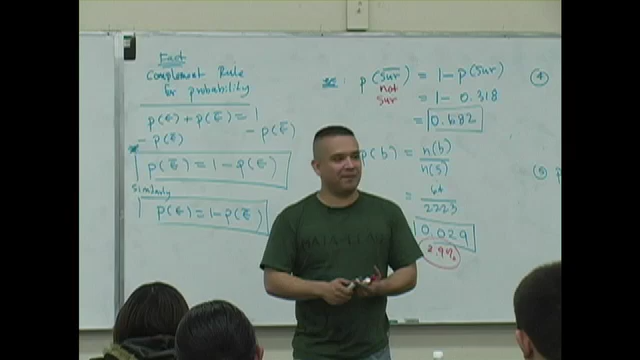 Fact
Complement Rule
for probability
P(E) + P(E̅) = 1
- P(E̅) - P(E̅)
* P(E̅) = 1 - P(E)
Similarly
P(E) = 1 - P(E̅)
: P(S̅u̅r̅) = 1 - P(Sur)
not
sur
= 1 - 0.318
= 0.682
P(b) = n(b)
n(S)
= 64
2223
0.029
2.9%
④
⑤ P